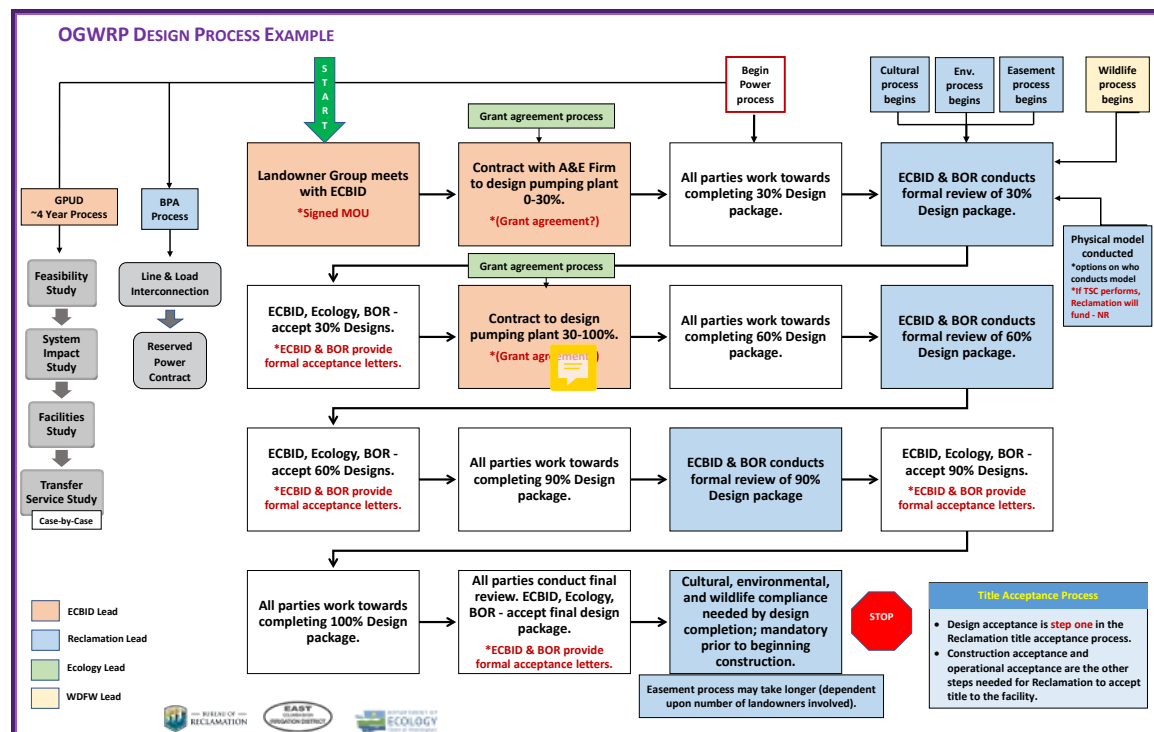 OGWRP DESIGN PROCESS EXAMPLE
START
Begin
Power
process
Cultural
process
begins
Env.
process
begins
Easement
process
begins
Wildlife
process
begins
Grant agreement process
Landowner Group meets
with ECBID
*Signed MOU
Contract with A&E Firm
to design pumping plant
0-30%.
*(Grant agreement?)
All parties work towards
completing 30% Design
package.
ECBID & BOR conducts
formal review of 30%
Design package.
GPUD
~4 Year Process
BPA
Process
Feasibility
Study
System
Impact
Study
Facilities
Study
Transfer
Service Study
Case-by-Case
Line & Load
Interconnection
Reserved
Power
Contract
Physical model
conducted
*options on who
conducts model
*If TSC performs,
Reclamation will
fund - NR
Grant agreement process
ECBID, Ecology, BOR -
accept 30% Designs.
*ECBID & BOR provide
formal acceptance letters.
Contract to design
pumping plant 30-100%.
*(Grant agreement?)
All parties work towards
completing 60% Design
package.
ECBID & BOR conducts
formal review of 60%
Design package.
ECBID, Ecology, BOR -
accept 60% Designs.
*ECBID & BOR provide
formal acceptance letters.
All parties work towards
completing 90% Design
package.
ECBID & BOR conducts
formal review of 90%
Design package
ECBID, Ecology, BOR -
accept 90% Designs.
*ECBID & BOR provide
formal acceptance letters.
All parties work towards
completing 100% Design
package.
All parties conduct final
review. ECBID, Ecology,
BOR - accept final design
package.
*ECBID & BOR provide
formal acceptance letters.
Cultural, environmental,
and wildlife compliance
needed by design
completion; mandatory
prior to beginning
construction.
Easement process may take longer (dependent
upon number of landowners involved).
STOP
Title Acceptance Process
• Design acceptance is step one in the
Reclamation title acceptance process.
• Construction acceptance and
operational acceptance are the other
steps needed for Reclamation to accept
title to the facility.
ECBID Lead
Reclamation Lead
Ecology Lead
WDFW Lead
BUREAU OF
RECLAMATION
EAST
COLUMBIA BASIN
IRRIGATION DISTRICT
ECOLOGY